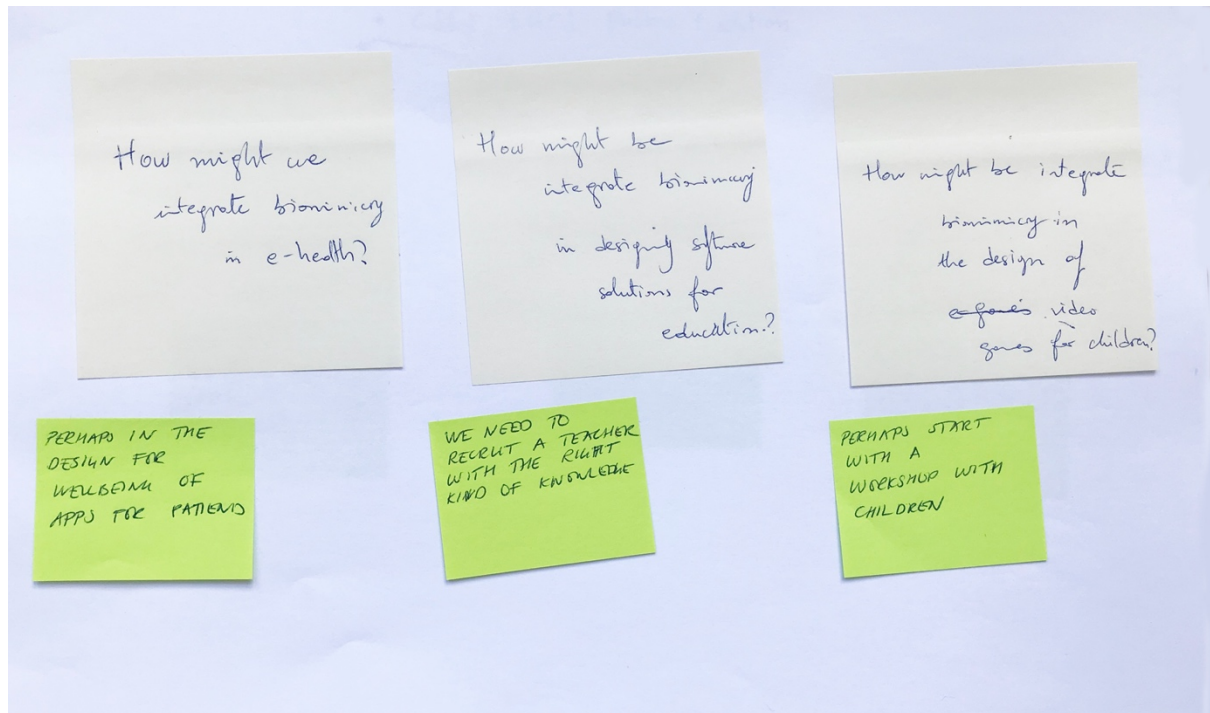 How might we
integrate biomimicry
in e-health?
How might be
integrate biomimicry
in designing software
solutions for
education?
How might be integrate
biomimicry in
the design of
video
games for children?
PERHAPS IN THE
DESIGN FOR
WELLBEING OF
APPS FOR PATIENTS
WE NEED TO
RECRUIT A TEACHER
WITH THE RIGHT
KIND OF KNOWLEDGE
PERHAPS START
WITH A
WORKSHOP WITH
CHILDREN